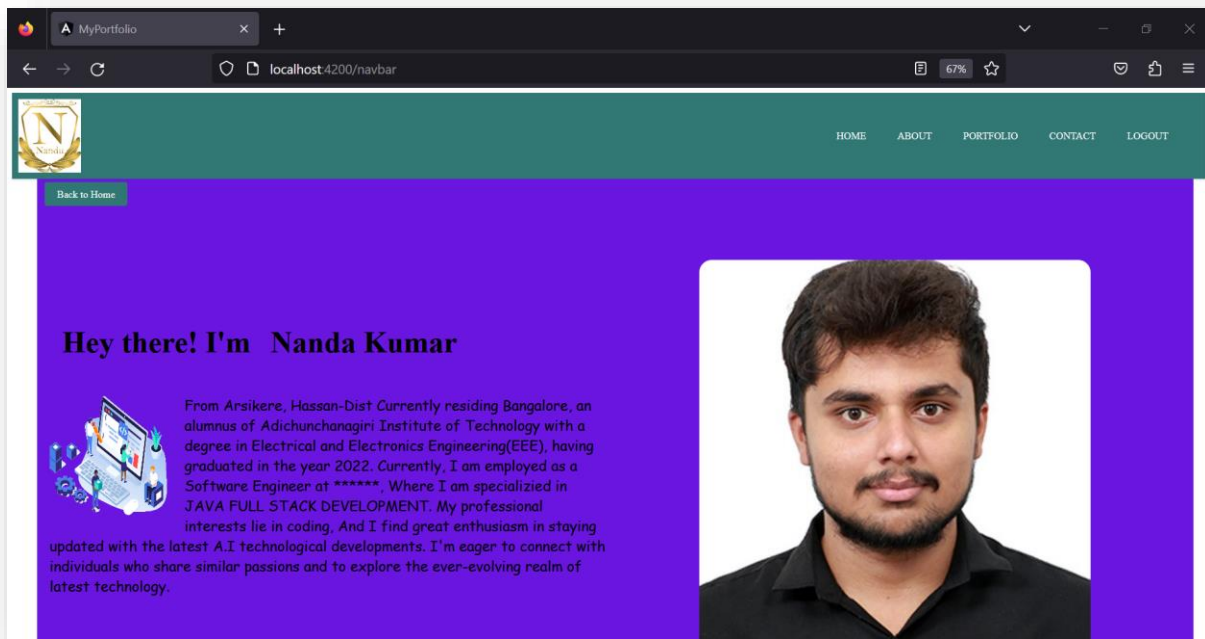 MyPortfolio
localhost:4200/navbar
67%
N
Nandu
HOME ABOUT PORTFOLIO CONTACT LOGOUT
Back to Home
Hey there! I'm Nanda Kumar
From Arsikere, Hassan-Dist Currently residing Bangalore, an
alumnus of Adichunchanagiri Institute of Technology with a
degree in Electrical and Electronics Engineering(EEE), having
graduated in the year 2022. Currently, I am employed as a
Software Engineer at ******, Where I am specializied in
JAVA FULL STACK DEVELOPMENT. My professional
interests lie in coding, And I find great enthusiasm in staying
updated with the latest A.I technological developments. I'm eager to connect with
individuals who share similar passions and to explore the ever-evolving realm of
latest technology.